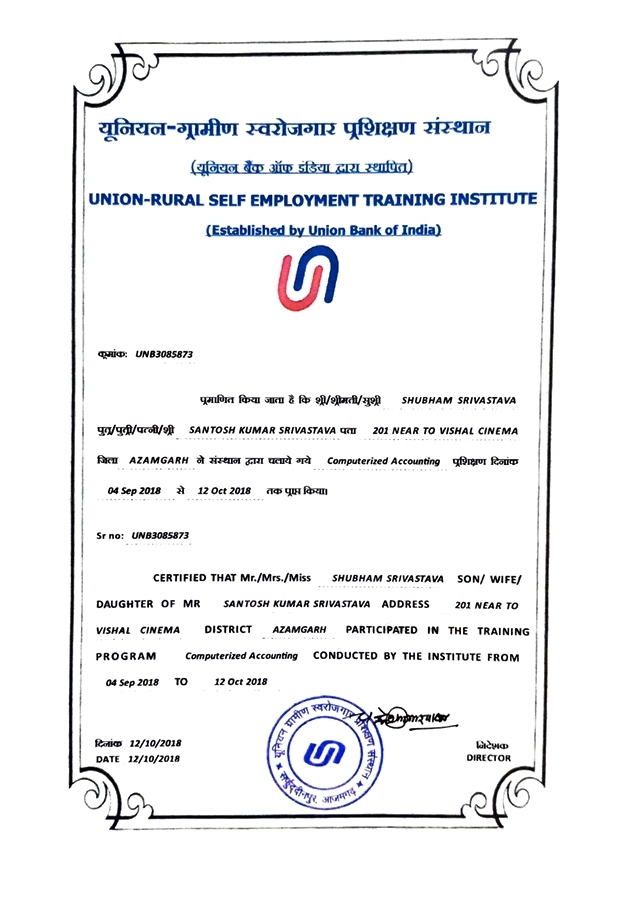 यूनियन-ग्रामीण स्वरोजगार प्रशिक्षण संस्थान
(यूनियन बैंक ऑफ इंडिया द्वारा स्थापित)
UNION-RURAL SELF EMPLOYMENT TRAINING INSTITUTE
(Established by Union Bank of India)
क्रमांक: UNB3085873
प्रमाणित किया जाता है कि श्री/श्रीमती/सुश्री SHUBHAM SRIVASTAVA
पुत्र/पुत्री/पत्नी/श्री SANTOSH KUMAR SRIVASTAVA पता 201 NEAR TO VISHAL CINEMA
जिला AZAMGARH ने संस्थान द्वारा चलाये गये Computerized Accounting प्रशिक्षण दिनांक
04 Sep 2018 से 12 Oct 2018 तक प्राप्त किया।
Sr no: UNB3085873
CERTIFIED THAT Mr./Mrs./Miss SHUBHAM SRIVASTAVA SON/ WIFE/
DAUGHTER OF MR SANTOSH KUMAR SRIVASTAVA ADDRESS 201 NEAR TO
VISHAL CINEMA DISTRICT AZAMGARH PARTICIPATED IN THE TRAINING
PROGRAM Computerized Accounting CONDUCTED BY THE INSTITUTE FROM
04 Sep 2018 TO 12 Oct 2018
यूनियन ग्रामीण स्वरोजगार प्रशिक्षण संस्थान
आजमगढ़
दिनांक 12/10/2018
निदेशक
DATE 12/10/2018
DIRECTOR